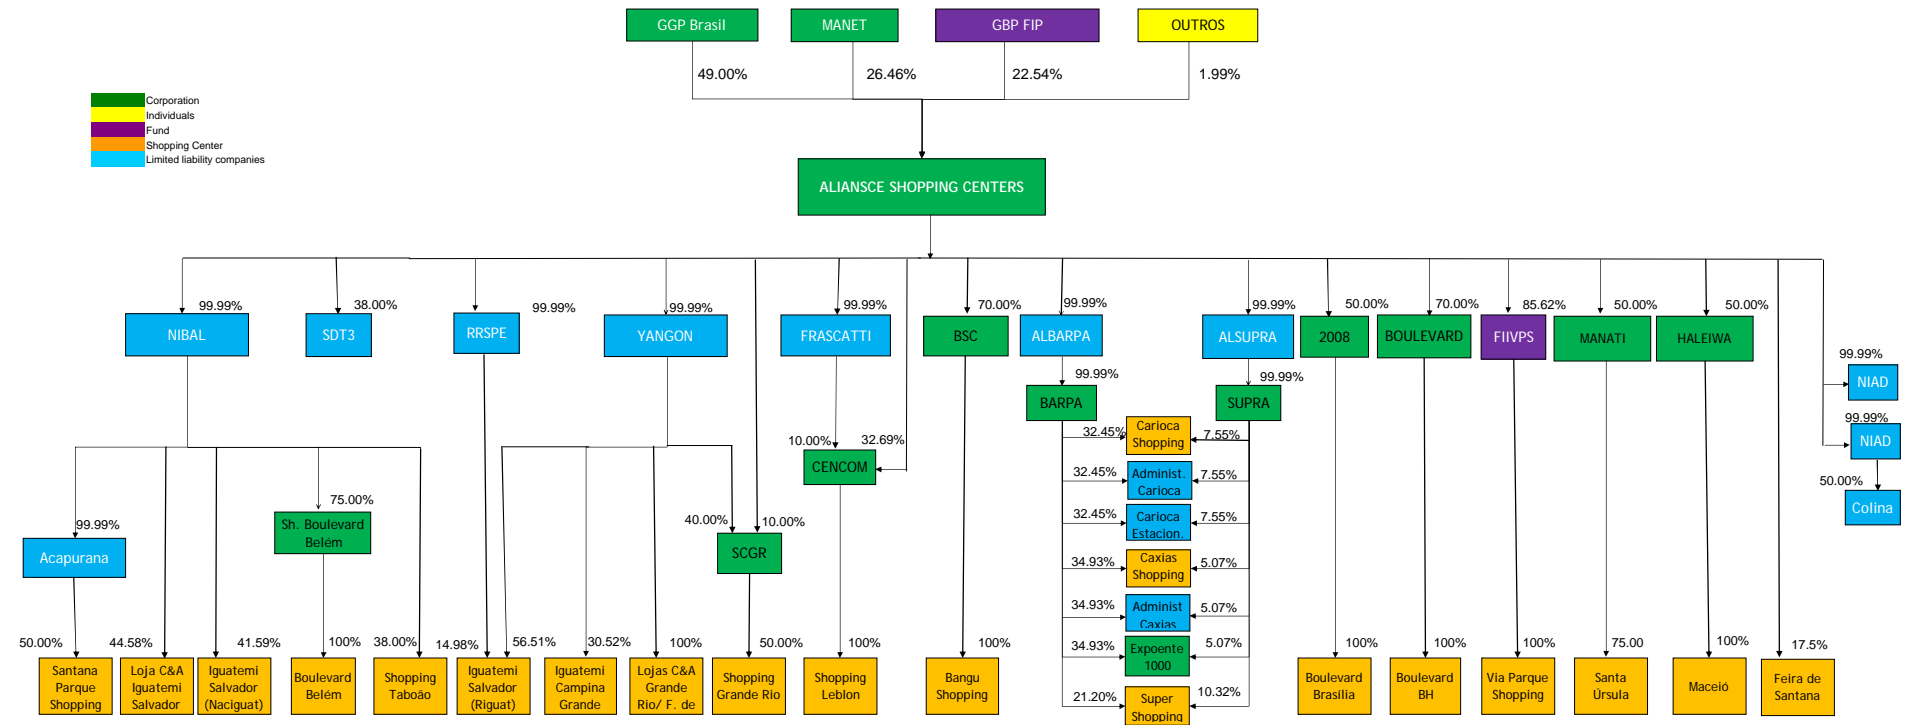 GGP Brasil
MANET
GBP FIP
OUTROS
49.00%
26.46%
22.54%
1.99%
Corporation
Individuals
Fund
Shopping Center
Limited liability companies
ALIANSCE SHOPPING CENTERS
99.99%
38.00%
99.99%
99.99%
99.99%
70.00%
99.99%
99.99%
50.00%
70.00%
85.62%
50.00%
50.00%
NIBAL
SDT3
RRSPE
YANGON
FRASCATTI
BSC
ALBARPA
ALSUPRA
2008
BOULEVARD
FIIVPS
MANATI
HALEIWA
99.99%
NIAD
99.99%
NIAD
50.00%
Colina
99.99%
99.99%
BARPA
SUPRA
32.45%
Carioca
Shopping
7.55%
32.45%
Administ.
Carioca
7.55%
32.45%
Carioca
Estacion.
7.55%
34.93%
Caxias
Shopping
5.07%
34.93%
Administ
Caxias
5.07%
34.93%
Expoente
1000
5.07%
21.20%
Super
Shopping
10.32%
10.00%
32.69%
CENCOM
75.00%
Sh. Boulevard
Belém
99.99%
Acapurana
40.00%
10.00%
SCGR
50.00%
44.58%
41.59%
100%
38.00%
14.98%
56.51%
30.52%
100%
50.00%
100%
100%
100%
100%
100%
75.00
100%
17.5%
Santana
Parque
Shopping
Loja C&A
Iguatemi
Salvador
Iguatemi
Salvador
(Naciguat)
Boulevard
Belém
Shopping
Taboão
Iguatemi
Salvador
(Riguat)
Iguatemi
Campina
Grande
Lojas C&A
Grande
Rio/ F. de
Shopping
Grande Rio
Shopping
Leblon
Bangu
Shopping
Boulevard
Brasília
Boulevard
BH
Via Parque
Shopping
Santa
Úrsula
Maceió
Feira de
Santana